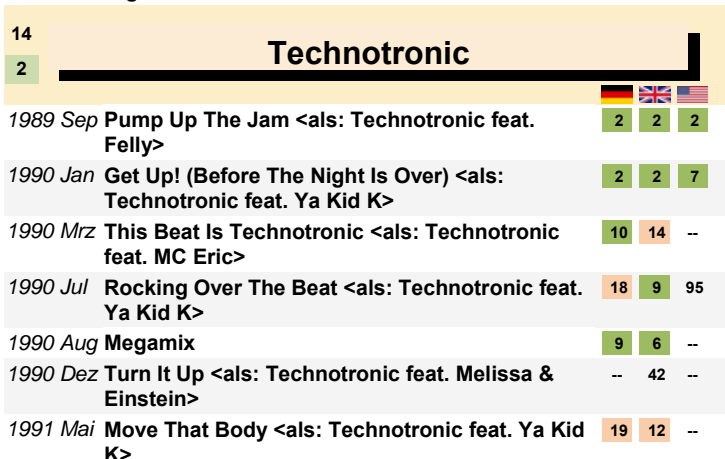 14
2
Technotronic
1989 Sep Pump Up The Jam <als: Technotronic feat. 2 2 2
Felly>
1990 Jan Get Up! (Before The Night Is Over) <als: 2 2 7
Technotronic feat. Ya Kid K>
1990 Mrz This Beat Is Technotronic <als: Technotronic 10 14 --
feat. MC Eric>
1990 Jul Rocking Over The Beat <als: Technotronic feat. 18 9 95
Ya Kid K>
1990 Aug Megamix 9 6 --
1990 Dez Turn It Up <als: Technotronic feat. Melissa & -- 42 --
Einstein>
1991 Mai Move That Body <als: Technotronic feat. Ya Kid 19 12 --
K>